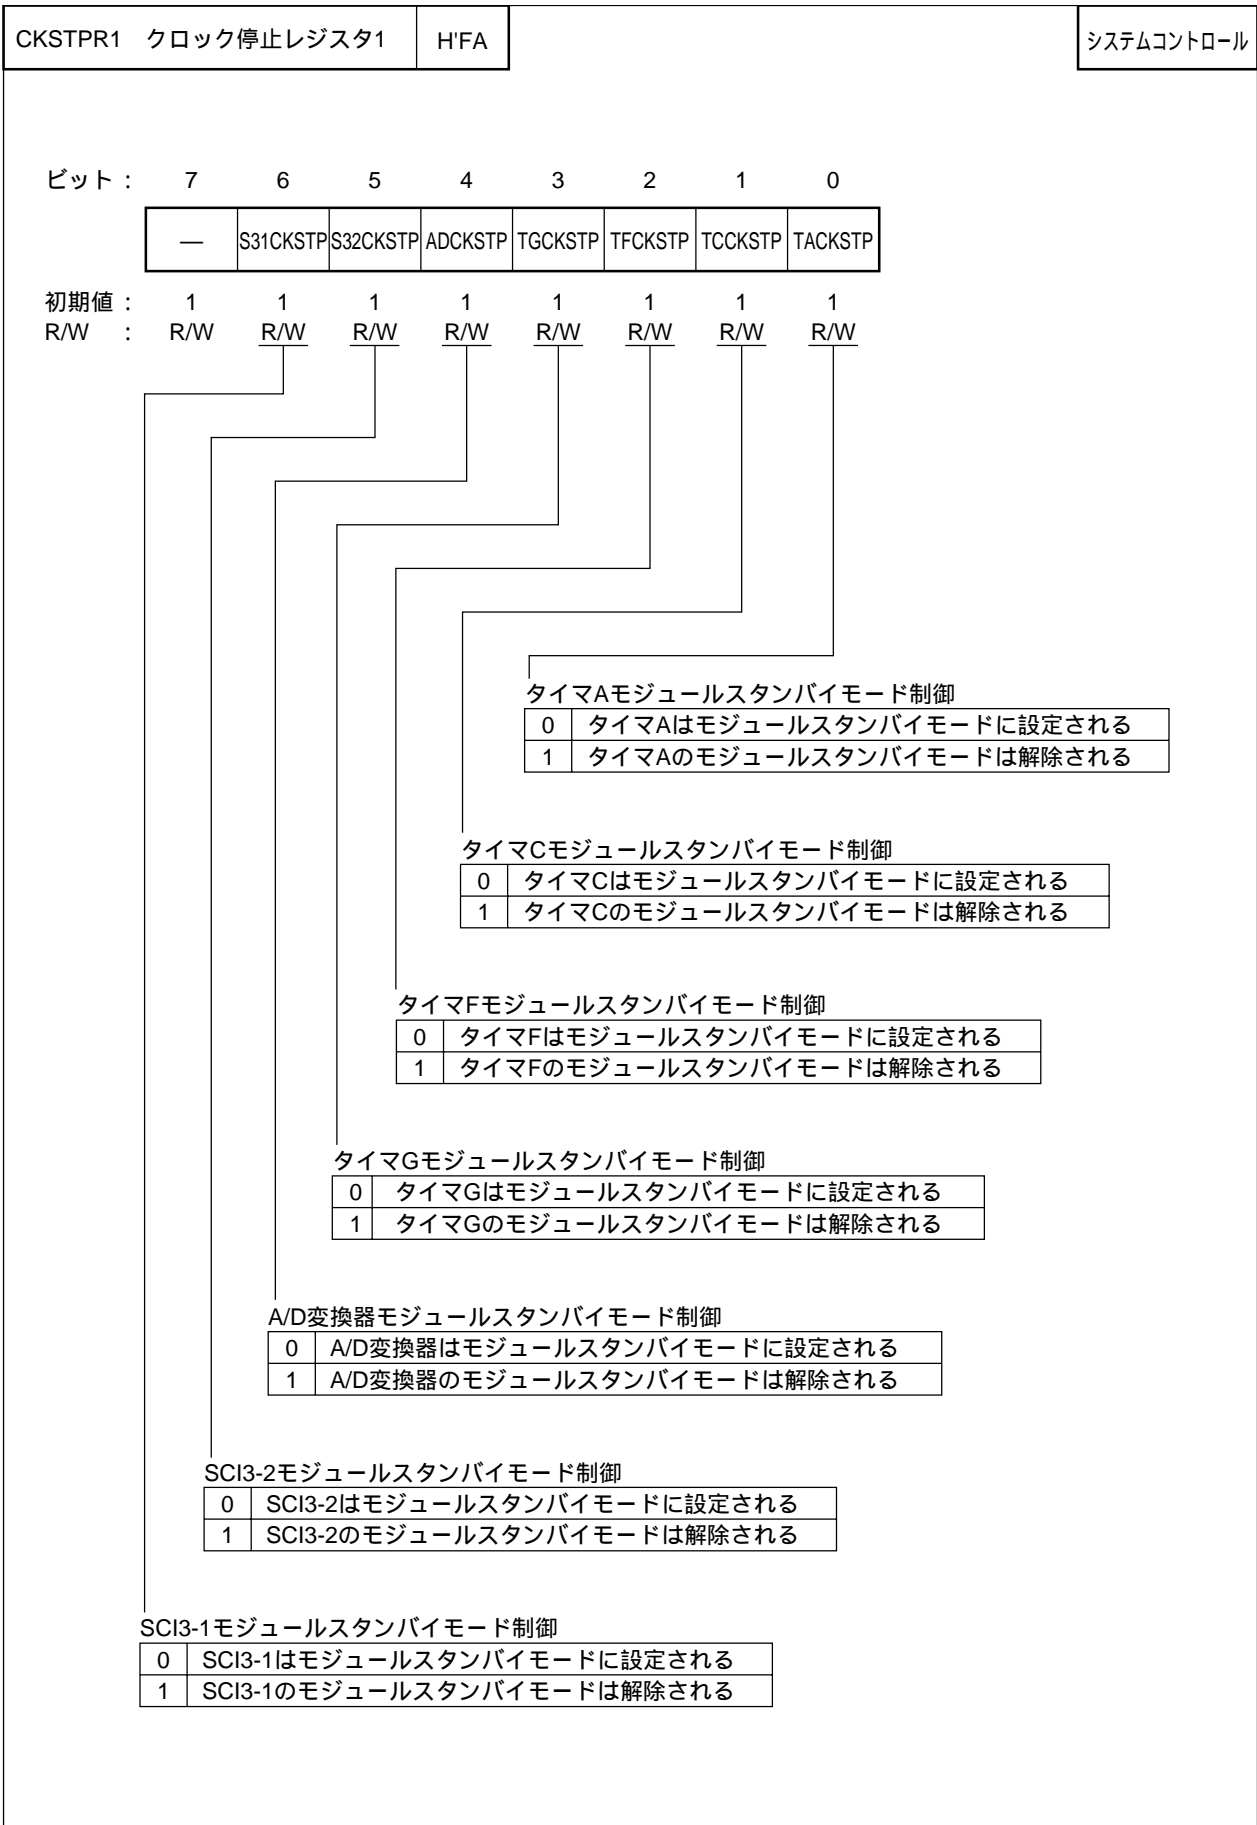 CKSTPR1 クロック停止レジスタ1 H'FA システムコントロール
ビット : 7 6 5 4 3 2 1 0
— S31CKSTP S32CKSTP ADCKSTP TGCKSTP TFCKSTP TCCKSTP TACKSTP
初期値 : 1 1 1 1 1 1 1 1
R/W : R/W R/W R/W R/W R/W R/W R/W R/W
タイマAモジュールスタンバイモード制御
0 タイマAはモジュールスタンバイモードに設定される
1 タイマAのモジュールスタンバイモードは解除される
タイマCモジュールスタンバイモード制御
0 タイマCはモジュールスタンバイモードに設定される
1 タイマCのモジュールスタンバイモードは解除される
タイマFモジュールスタンバイモード制御
0 タイマFはモジュールスタンバイモードに設定される
1 タイマFのモジュールスタンバイモードは解除される
タイマGモジュールスタンバイモード制御
0 タイマGはモジュールスタンバイモードに設定される
1 タイマGのモジュールスタンバイモードは解除される
A/D変換器モジュールスタンバイモード制御
0 A/D変換器はモジュールスタンバイモードに設定される
1 A/D変換器のモジュールスタンバイモードは解除される
SCI3-2モジュールスタンバイモード制御
0 SCI3-2はモジュールスタンバイモードに設定される
1 SCI3-2のモジュールスタンバイモードは解除される
SCI3-1モジュールスタンバイモード制御
0 SCI3-1はモジュールスタンバイモードに設定される
1 SCI3-1のモジュールスタンバイモードは解除される